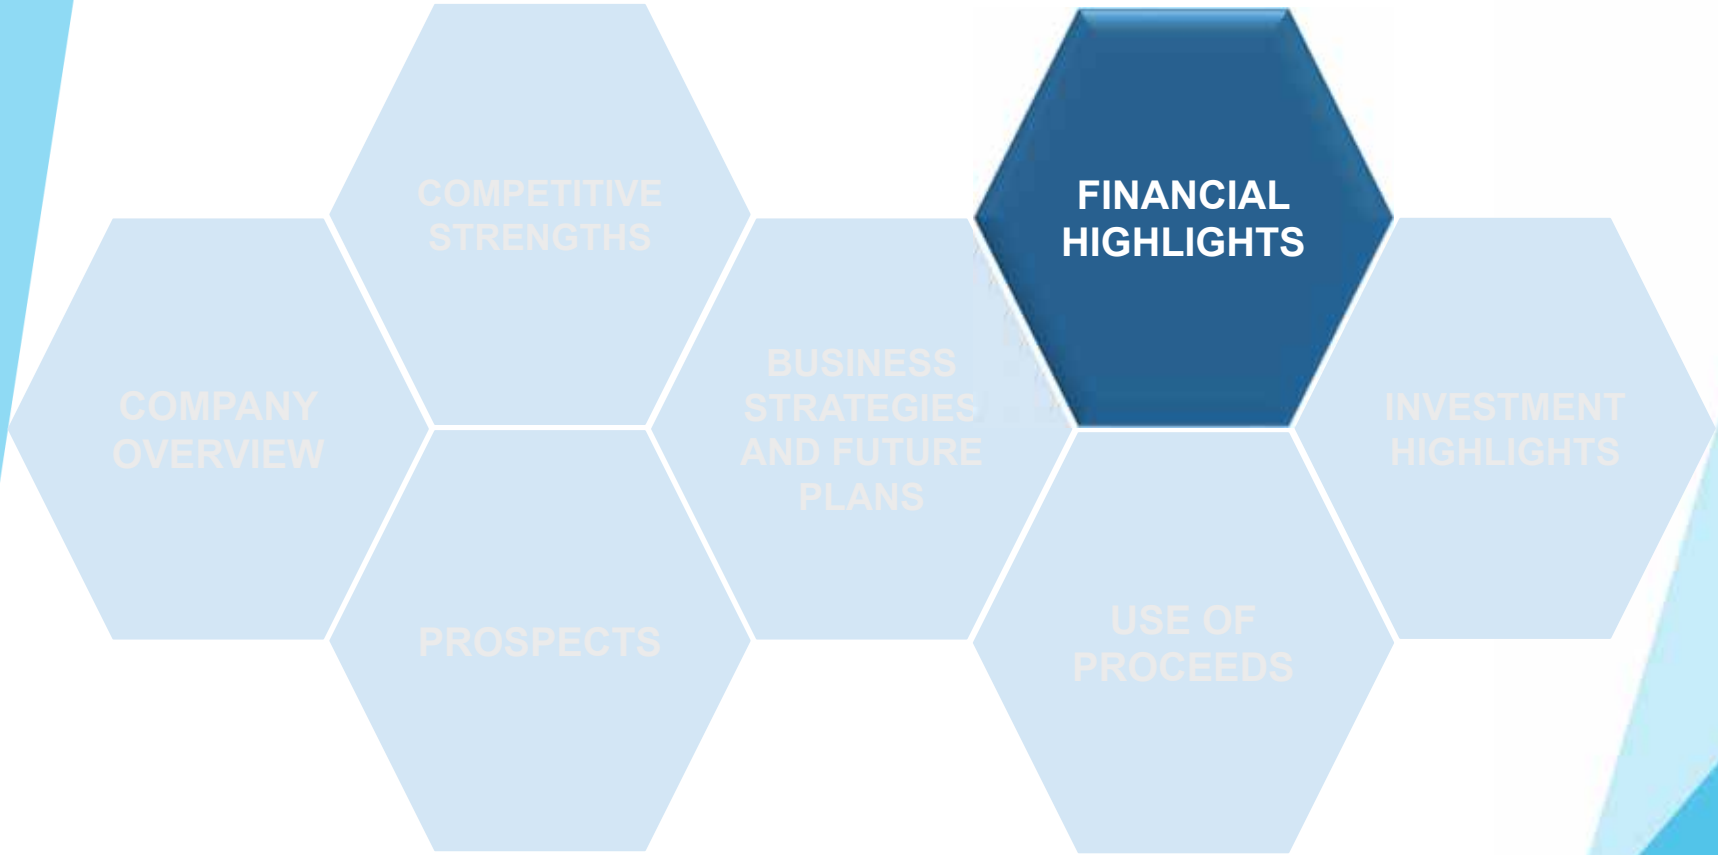 COMPANY
OVERVIEW
COMPETITIVE
STRENGTHS
PROSPECTS
BUSINESS
STRATEGIES
AND FUTURE
PLANS
FINANCIAL
HIGHLIGHTS
USE OF
PROCEEDS
INVESTMENT
HIGHLIGHTS